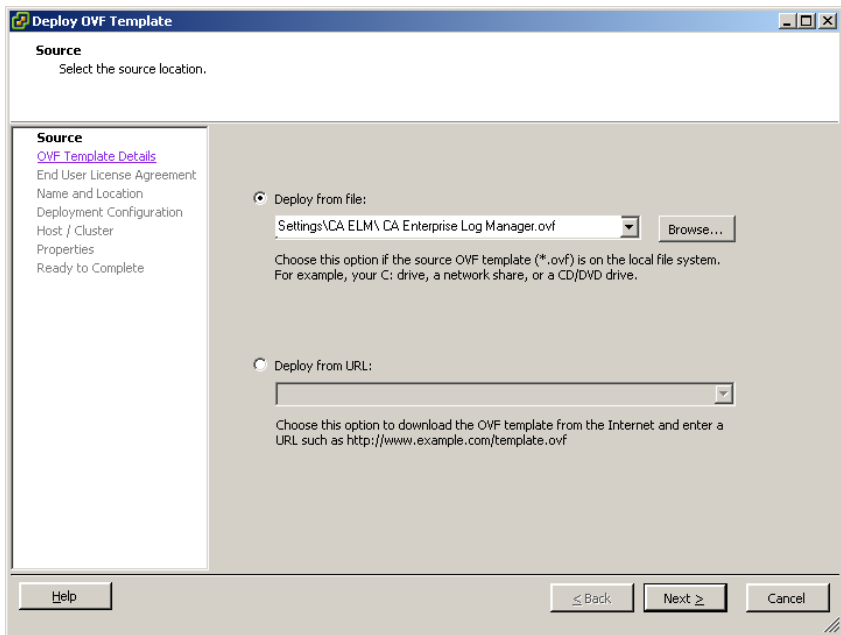 Deploy OVF Template
Source
Select the source location.
Source
OVF Template Details
End User License Agreement
Name and Location
Deployment Configuration
Host / Cluster
Properties
Ready to Complete
Deploy from file:
Settings\CA ELM\ CA Enterprise Log Manager.ovf
Browse...
Choose this option if the source OVF template (*.ovf) is on the local file system.
For example, your C: drive, a network share, or a CD/DVD drive.
Deploy from URL:
Choose this option to download the OVF template from the Internet and enter a
URL such as http://www.example.com/template.ovf
Help
≤ Back
Next ≥
Cancel